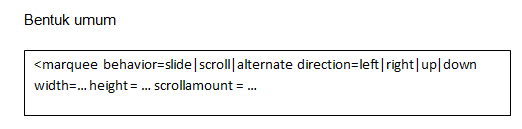 Bentuk umum
<marquee behavior=slide|scroll|alternate direction=left|right|up|down
width=... height = ... scrollamount = ...